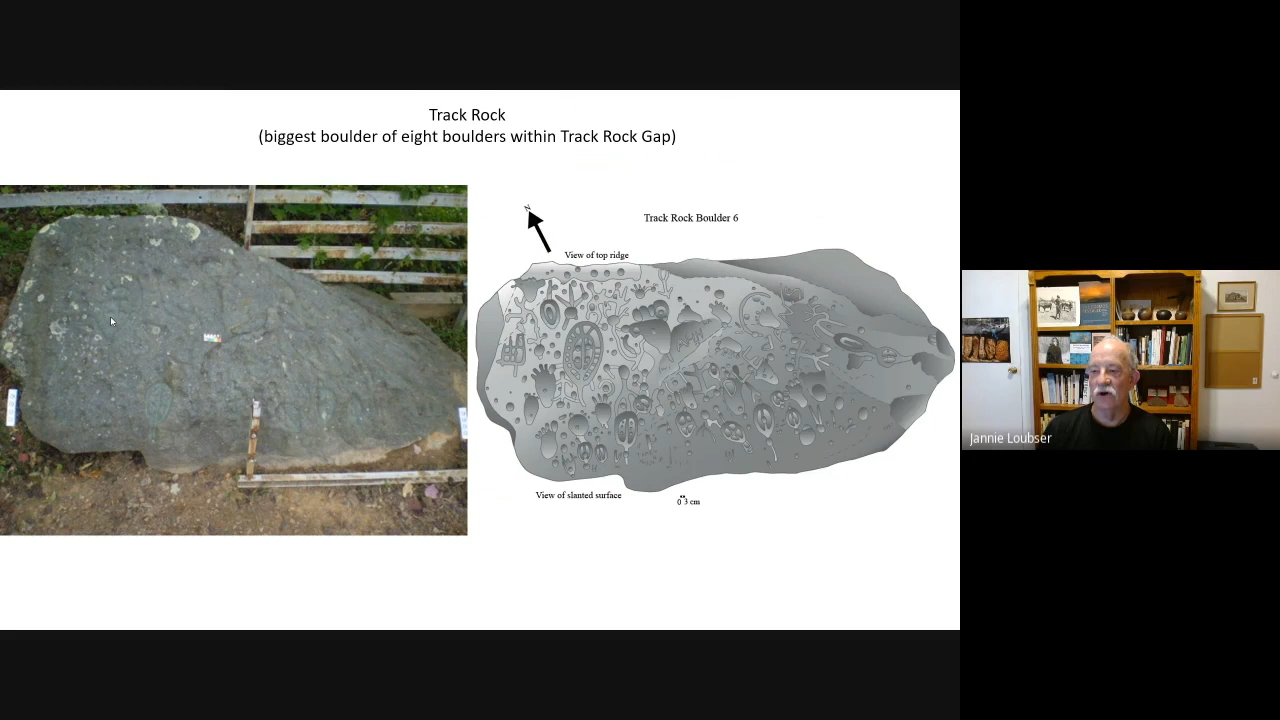 Track Rock
(biggest boulder of eight boulders within Track Rock Gap)
N
Track Rock Boulder 6
View of top ridge
View of slanted surface
0 3 cm
Jannie Loubser